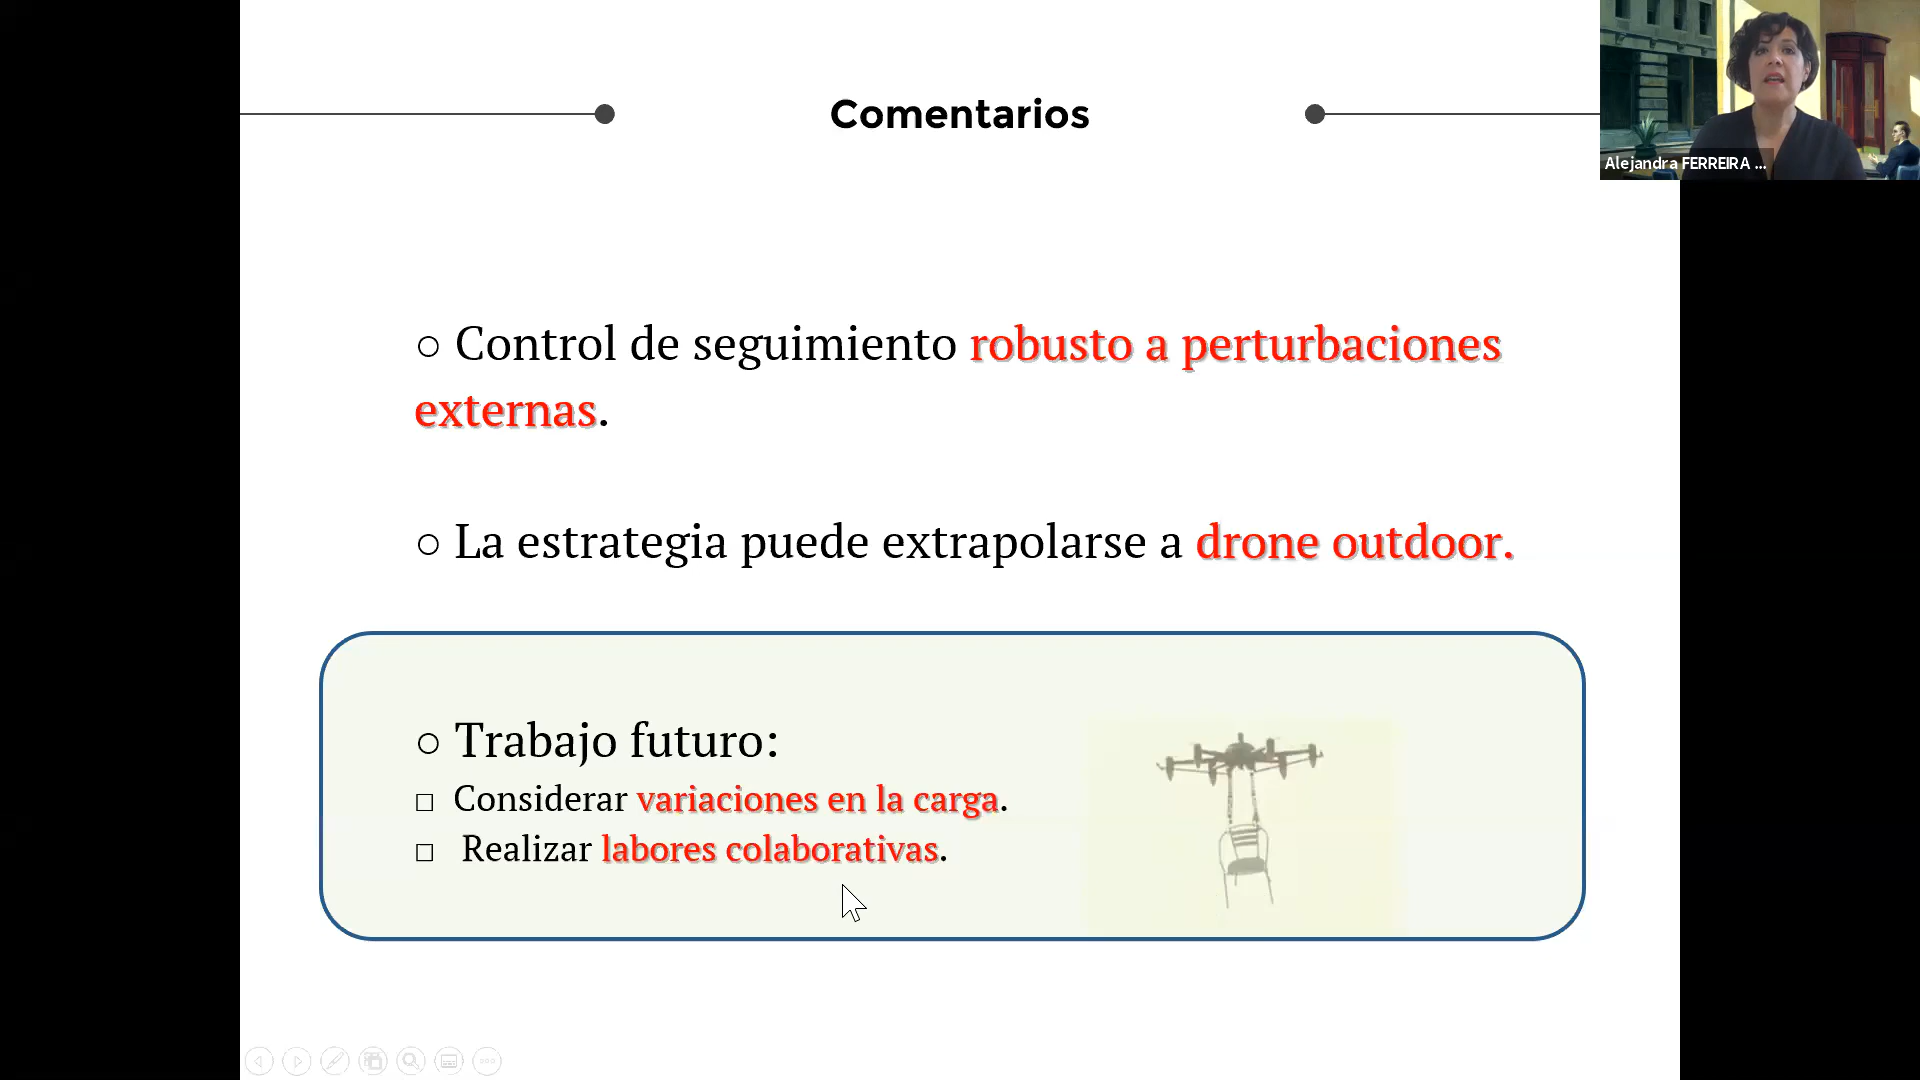 Comentarios
Alejandra FERREIRA ...
○ Control de seguimiento robusto a perturbaciones
externas.
○ La estrategia puede extrapolarse a drone outdoor.
○ Trabajo futuro:
□ Considerar variaciones en la carga.
□ Realizar labores colaborativas.